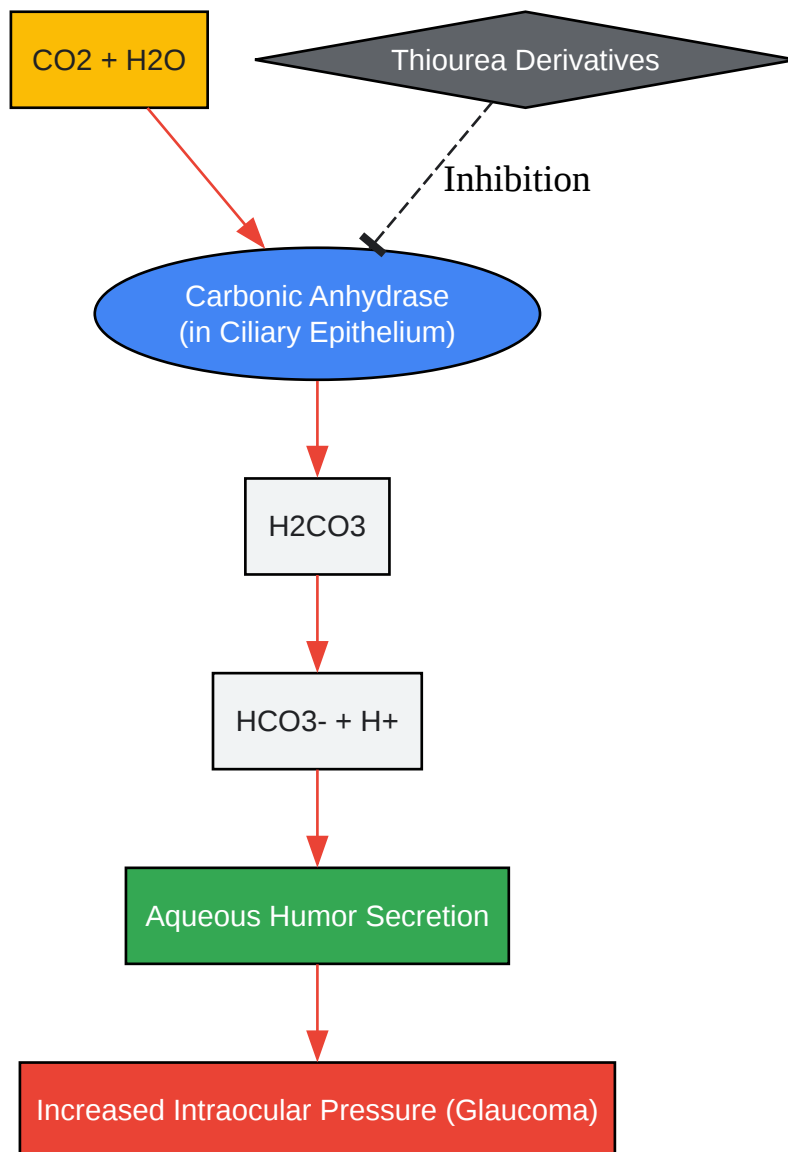 CO2 + H2O
Thiourea Derivatives
Inhibition
Carbonic Anhydrase
(in Ciliary Epithelium)
H2CO3
HCO3- + H+
Aqueous Humor Secretion
Increased Intraocular Pressure (Glaucoma)